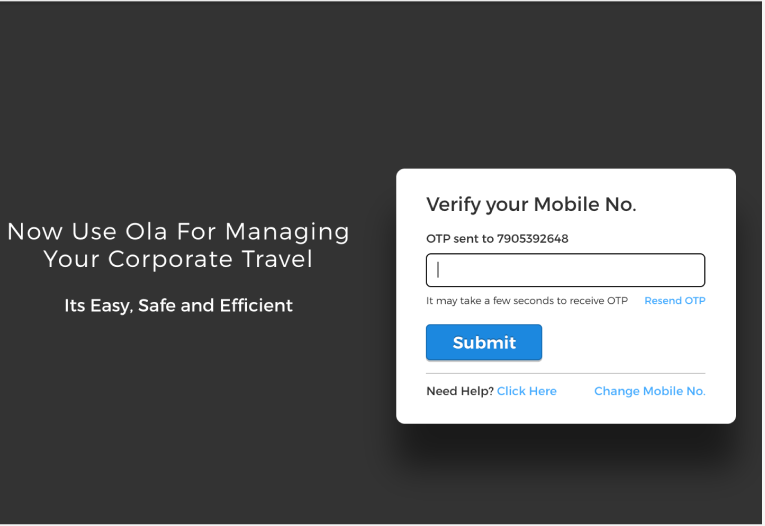 Now Use Ola For Managing
Your Corporate Travel
Its Easy, Safe and Efficient
Verify your Mobile No.
OTP sent to 7905392648
It may take a few seconds to receive OTP Resend OTP
Submit
Need Help? Click Here Change Mobile No.